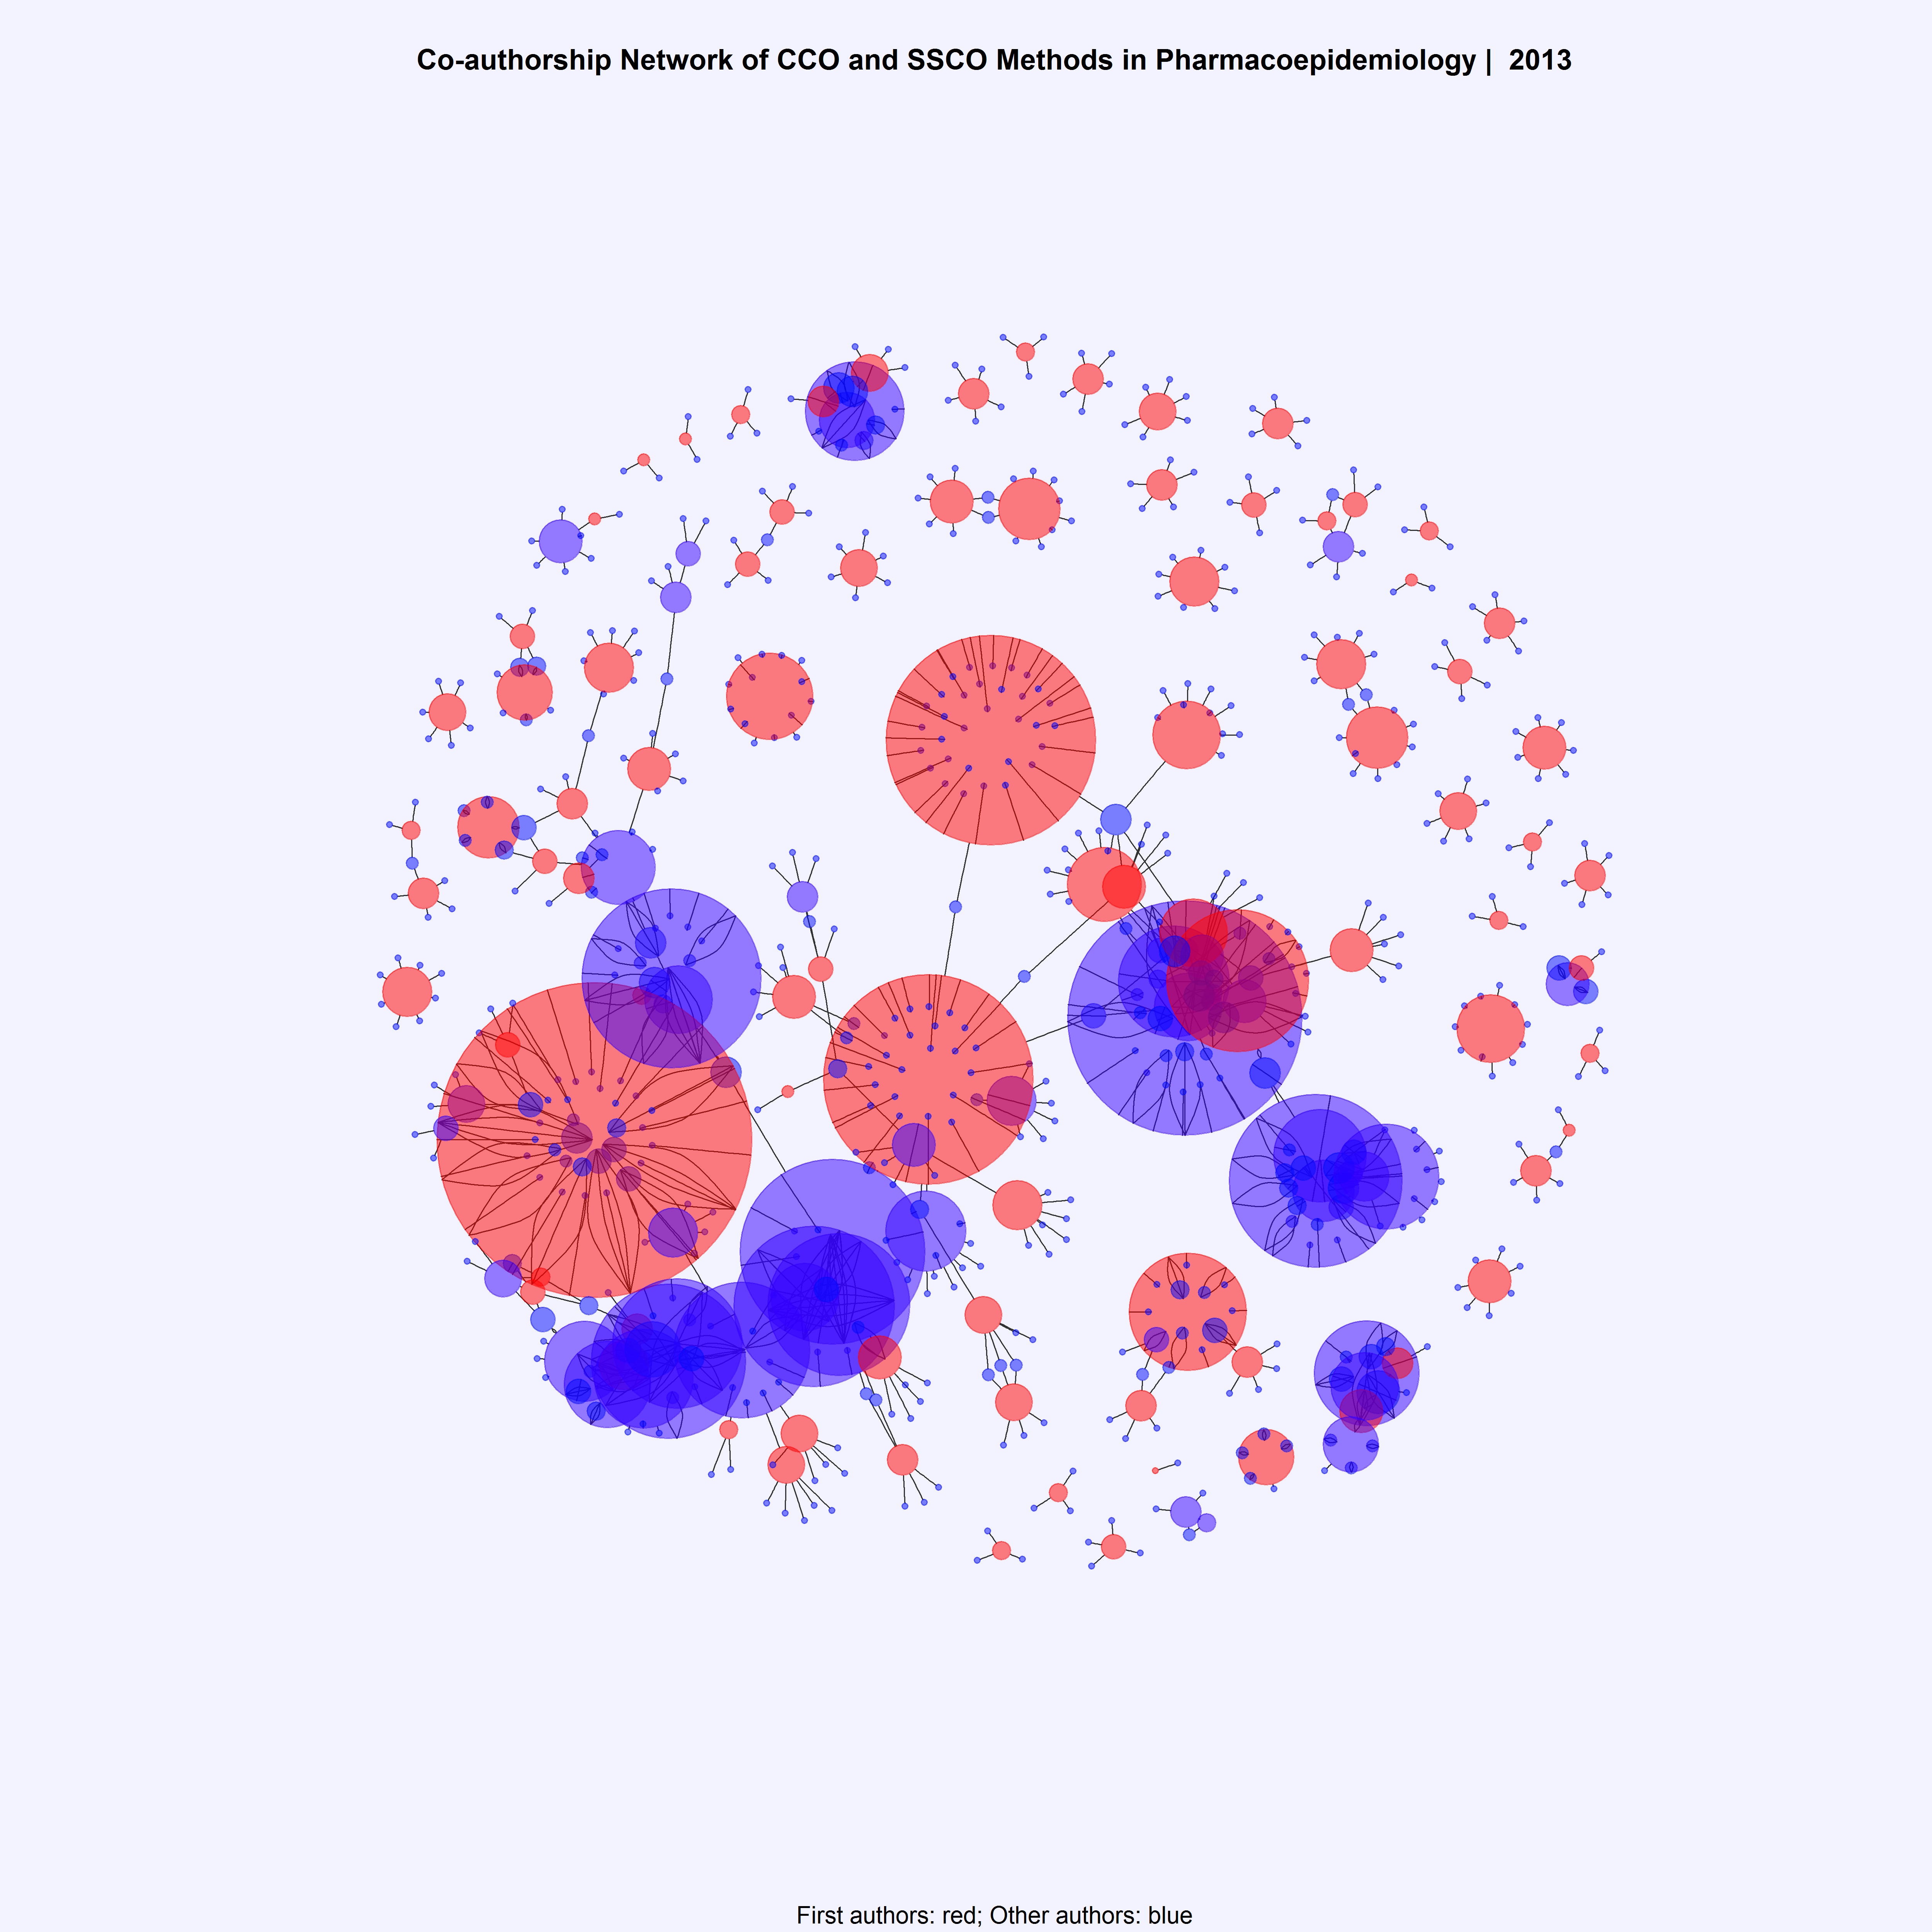 Co-authorship Network of CCO and SSCO Methods in Pharmacoepidemiology | 2013
First authors: red; Other authors: blue